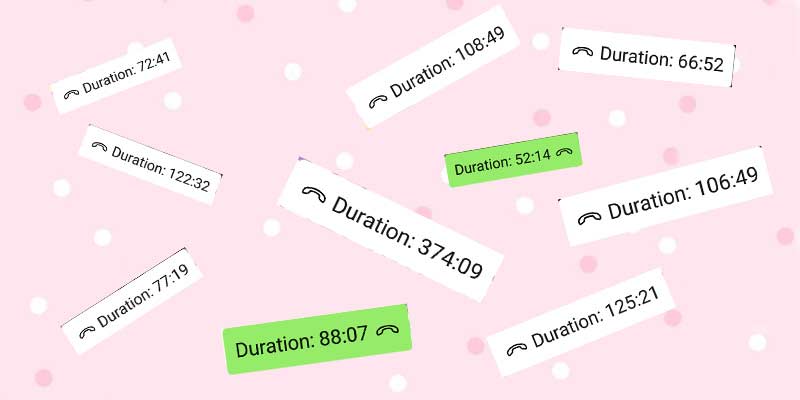 Duration: 72:41
Duration: 108:49
Duration: 66:52
Duration: 122:32
Duration: 52:14
Duration: 374:09
Duration: 106:49
Duration: 77:19
Duration: 88:07
Duration: 125:21